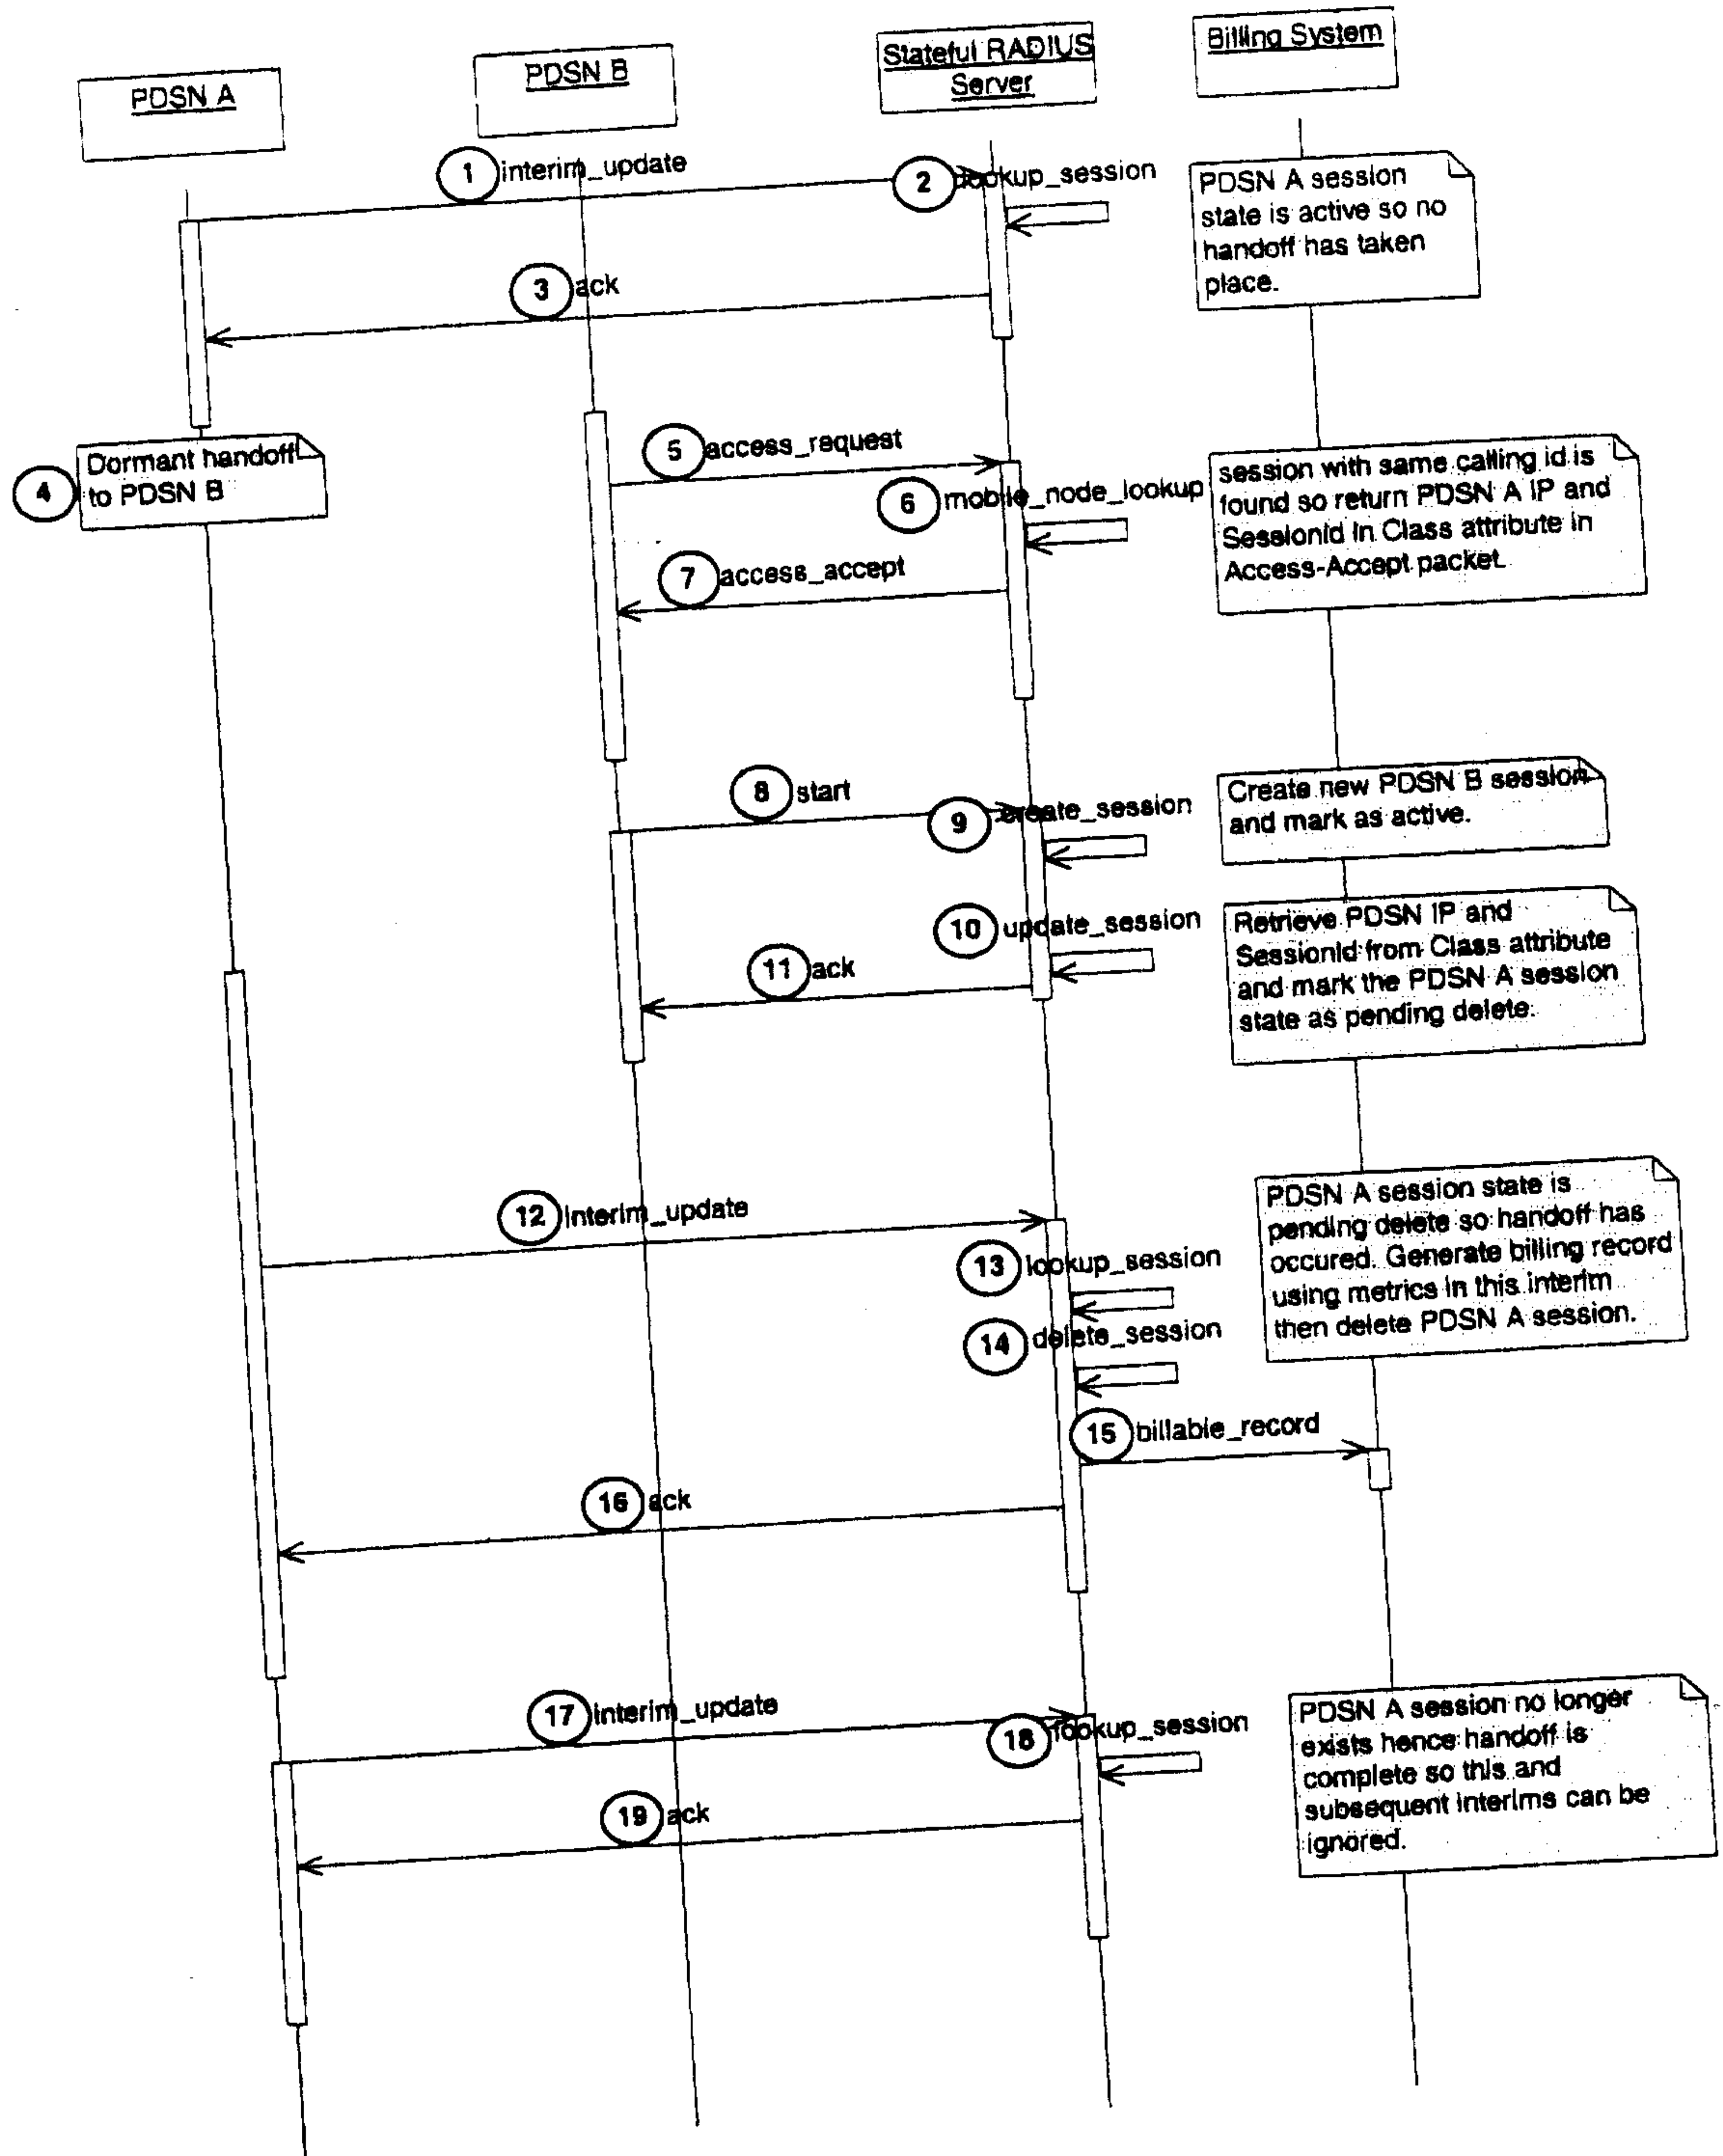 PDSN A
PDSN B
Stateful RADIUS
Server
Billing System
1 interim_update
2 lookup_session
PDSN A session
state is active so no
handoff has taken
place.
3 ack
4 Dormant handoff
to PDSN B
5 access_request
6 mobile_node_lookup
session with same calling id is
found so return PDSN A IP and
SessionId in Class attribute in
Access-Accept packet.
7 access_accept
8 start
9 create_session
Create new PDSN B session
and mark as active.
10 update_session
Retrieve PDSN IP and
SessionId from Class attribute
and mark the PDSN A session
state as pending delete.
11 ack
12 interim_update
13 lookup_session
PDSN A session state is
pending delete so handoff has
occured. Generate billing record
using metrics in this interim
then delete PDSN A session.
14 delete_session
15 billable_record
16 ack
17 interim_update
18 lookup_session
PDSN A session no longer
exists hence handoff is
complete so this and
subsequent interims can be
ignored.
19 ack